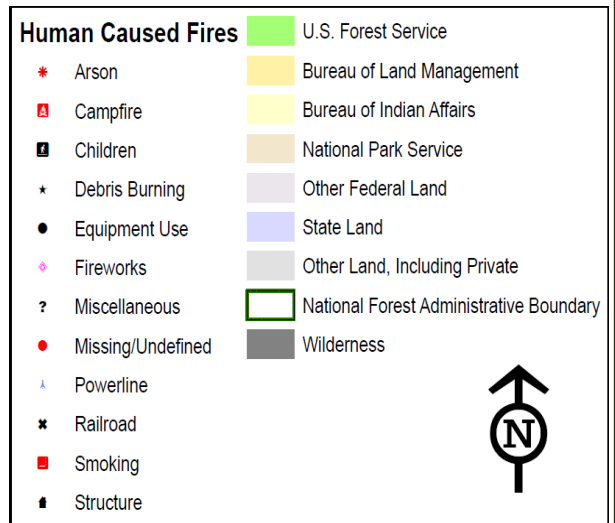 Human Caused Fires
Arson
Campfire
Children
Debris Burning
Equipment Use
Fireworks
? Miscellaneous
Missing/Undefined
Powerline
Railroad
Smoking
Structure
U.S. Forest Service
Bureau of Land Management
Bureau of Indian Affairs
National Park Service
Other Federal Land
State Land
Other Land, Including Private
National Forest Administrative Boundary
Wilderness
N